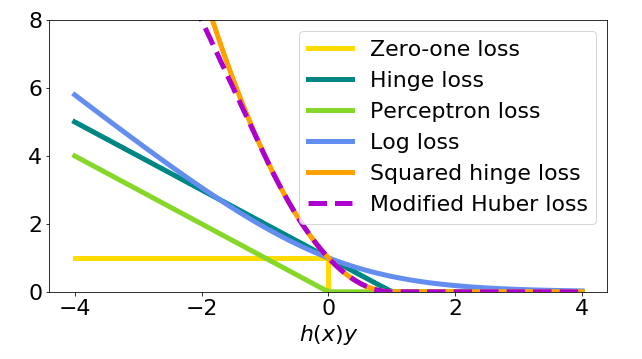 8
6
4
2
0
Zero-one loss
Hinge loss
Perceptron loss
Log loss
Squared hinge loss
Modified Huber loss
−4
−2
0
2
4
h(x)y